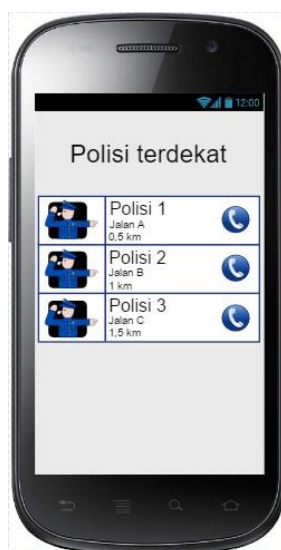 12:00
Polisi terdekat
Polisi 1
Jalan A
0,5 km
Polisi 2
Jalan B
1 km
Polisi 3
Jalan C
1,5 km